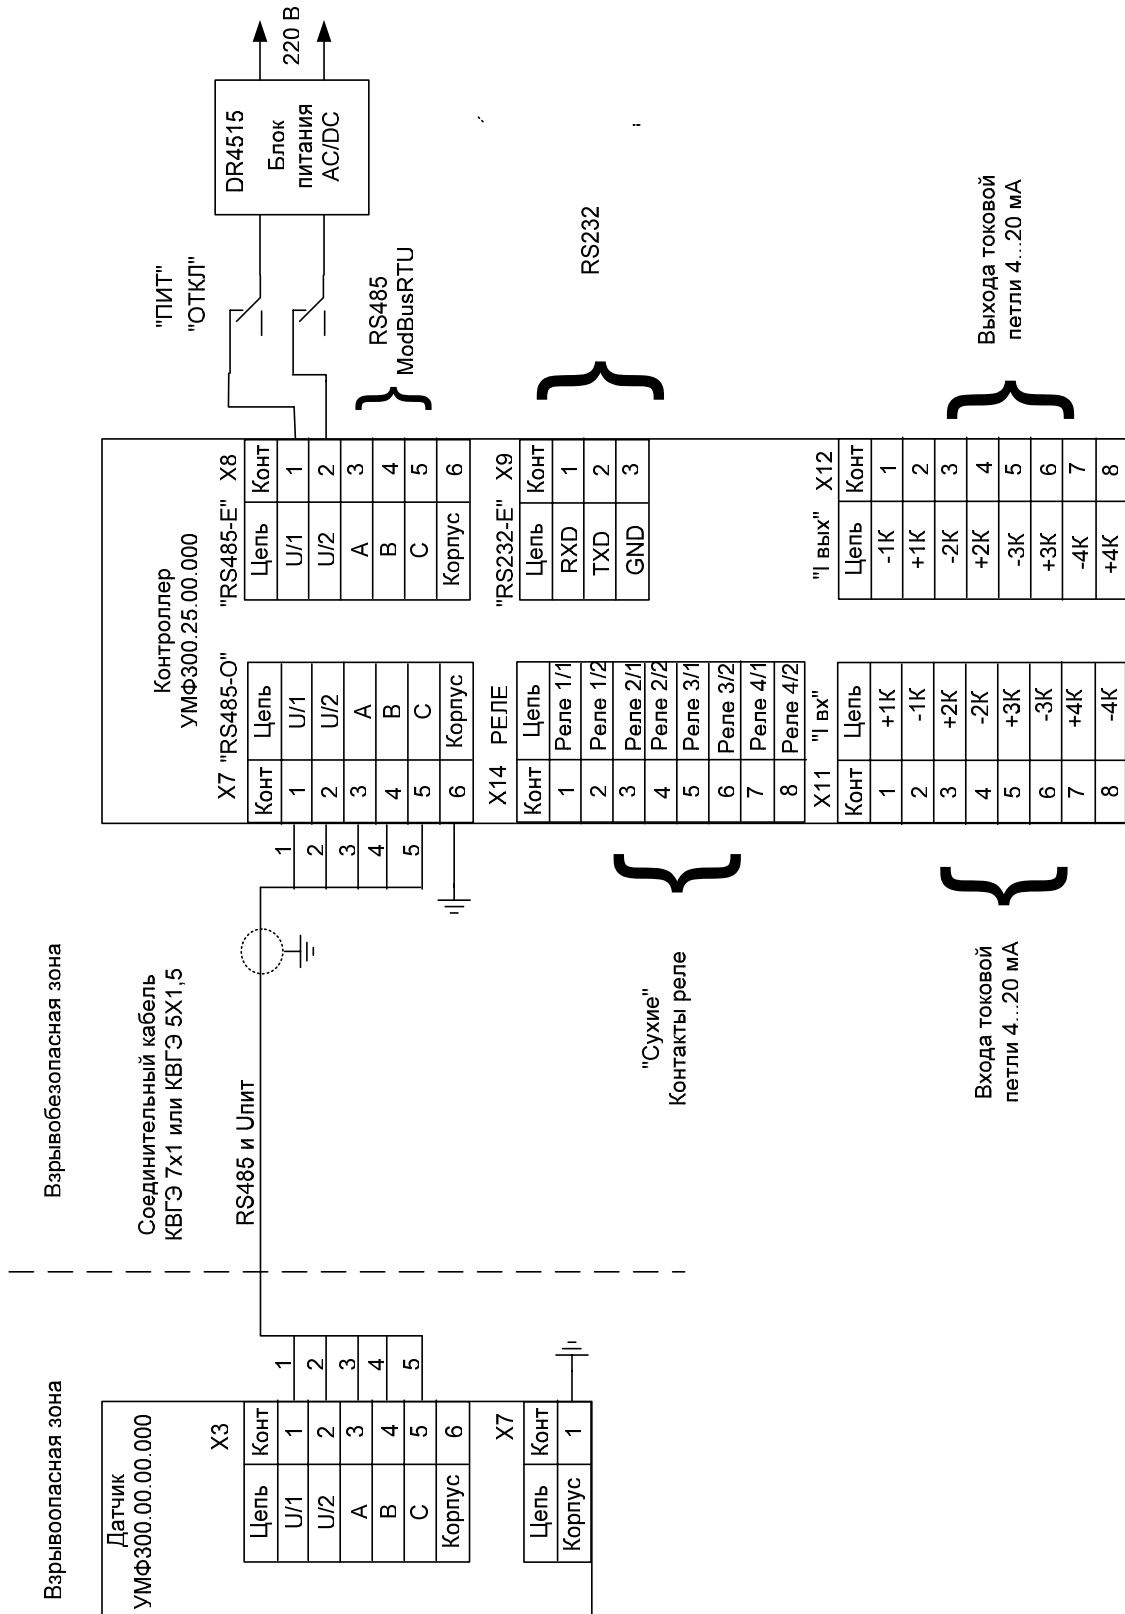 Взрывоопасная зона
Взрывобезопасная зона
Датчик
УМФ300.00.00.000
X3
Цепь Конт
U/1 1
U/2 2
A 3
B 4
C 5
Корпус 6
X7
Цепь Конт
Корпус 1
1
2
3
4
5
Соединительный кабель
КВГЭ 7х1 или КВГЭ 5Х1,5
RS485 и Uпит
1
2
3
4
5
Контроллер
УМФ300.25.00.000
X7 "RS485-O"
Конт Цепь
1 U/1
2 U/2
3 A
4 B
5 C
6 Корпус
"RS485-E" X8
Цепь Конт
U/1 1
U/2 2
A 3
B 4
C 5
Корпус 6
"ПИТ"
"ОТКЛ"
DR4515
Блок
питания
AC/DC
220 В
RS485
ModBusRTU
X14 РЕЛЕ
Конт Цепь
1 Реле 1/1
2 Реле 1/2
3 Реле 2/1
4 Реле 2/2
5 Реле 3/1
6 Реле 3/2
7 Реле 4/1
8 Реле 4/2
"Сухие"
Контакты реле
"RS232-E" X9
Цепь Конт
RXD 1
TXD 2
GND 3
RS232
X11 "I вх"
Конт Цепь
1 +1К
2 -1К
3 +2К
4 -2К
5 +3К
6 -3К
7 +4К
8 -4К
Входа токовой
петли 4...20 мА
"I вых" X12
Цепь Конт
-1К 1
+1К 2
-2К 3
+2К 4
-3К 5
+3К 6
-4К 7
+4К 8
Выхода токовой
петли 4...20 мА